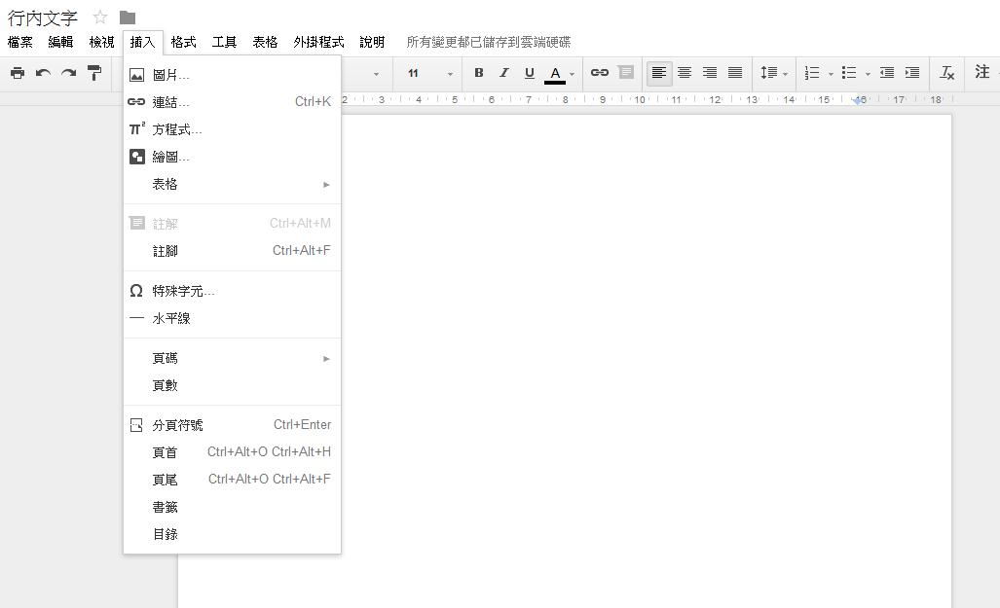 行內文字
檔案 編輯 檢視 插入 格式 工具 表格 外掛程式 說明 所有變更都已儲存到雲端硬碟
11 B I U A 注
2 3 4 5 6 7 8 9 10 11 12 13 14 15 16 17 18
圖片...
連結... Ctrl+K
π² 方程式...
繪圖...
表格
註解 Ctrl+Alt+M
註腳 Ctrl+Alt+F
Ω 特殊字元...
水平線
頁碼
頁數
分頁符號 Ctrl+Enter
頁首 Ctrl+Alt+O Ctrl+Alt+H
頁尾 Ctrl+Alt+O Ctrl+Alt+F
書籤
目錄